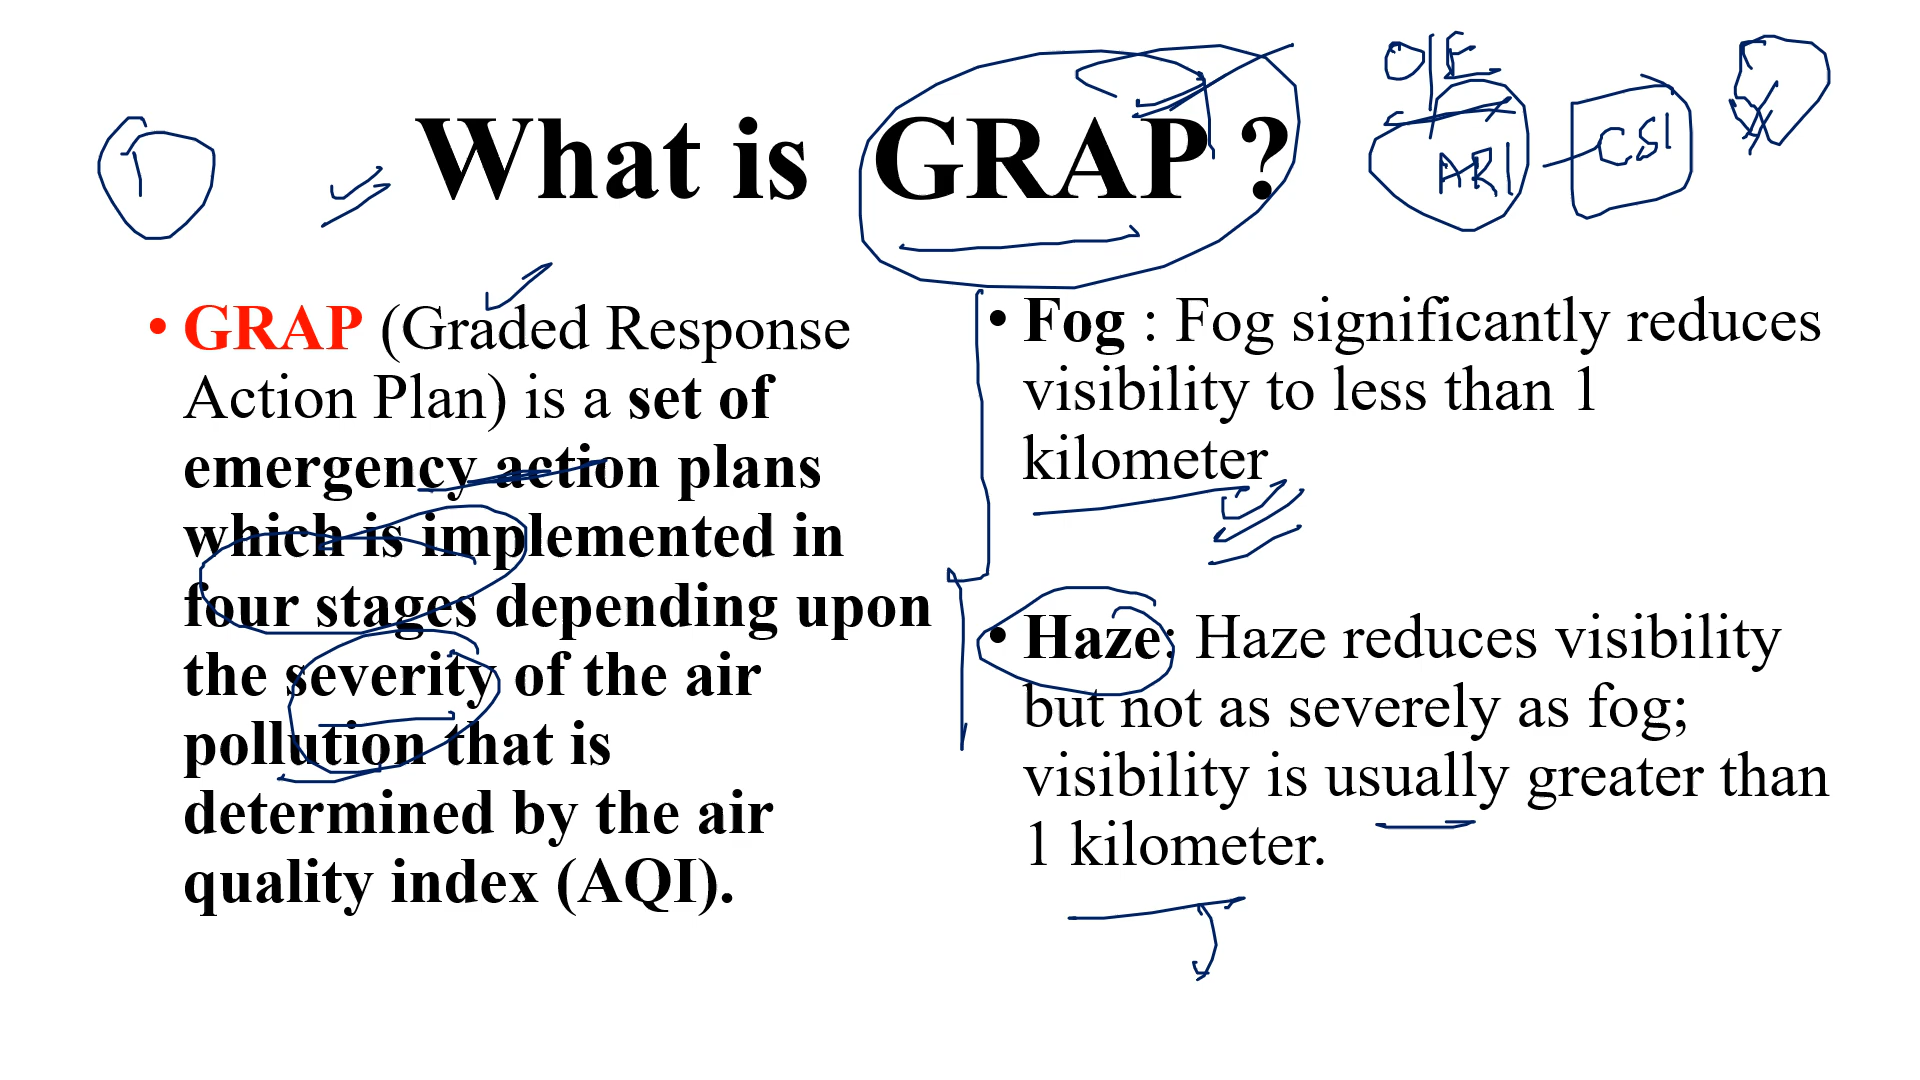 O|E
1
What is GRAP ?
ARI
CSI
• GRAP (Graded Response
Action Plan) is a set of
emergency action plans
which is implemented in
four stages depending upon
the severity of the air
pollution that is
determined by the air
quality index (AQI).
• Fog : Fog significantly reduces
visibility to less than 1
kilometer
• Haze: Haze reduces visibility
but not as severely as fog;
visibility is usually greater than
1 kilometer.